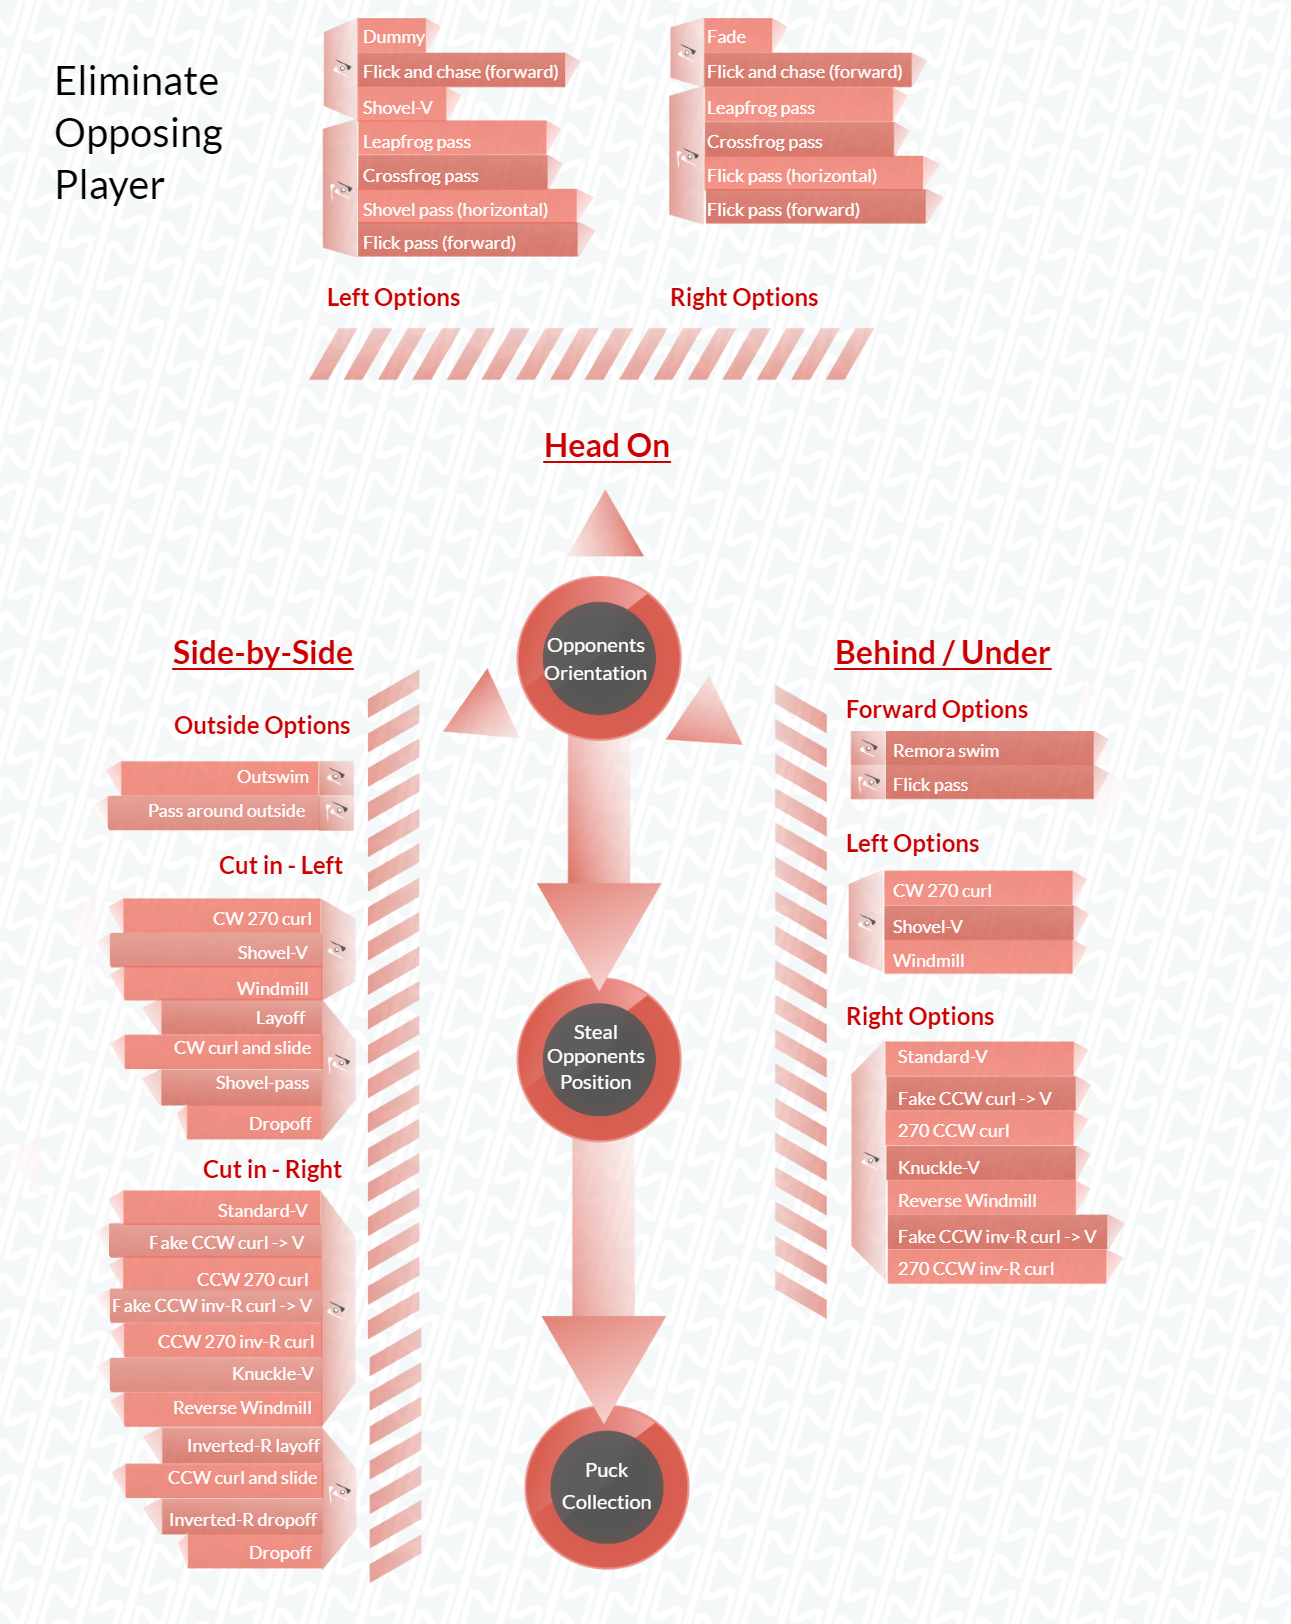 Eliminate
Opposing
Player
Dummy
Flick and chase (forward)
Shovel-V
Leapfrog pass
Crossfrog pass
Shovel pass (horizontal)
Flick pass (forward)
Left Options
Fade
Flick and chase (forward)
Leapfrog pass
Crossfrog pass
Flick pass (horizontal)
Flick pass (forward)
Right Options
Head On
Opponents
Orientation
Side-by-Side
Outside Options
Outswim
Pass around outside
Cut in - Left
CW 270 curl
Shovel-V
Windmill
Layoff
CW curl and slide
Shovel-pass
Dropoff
Cut in - Right
Standard-V
Fake CCW curl -> V
CCW 270 curl
Fake CCW inv-R curl -> V
CCW 270 inv-R curl
Knuckle-V
Reverse Windmill
Inverted-R layoff
CCW curl and slide
Inverted-R dropoff
Dropoff
Steal
Opponents
Position
Puck
Collection
Behind / Under
Forward Options
Remora swim
Flick pass
Left Options
CW 270 curl
Shovel-V
Windmill
Right Options
Standard-V
Fake CCW curl -> V
270 CCW curl
Knuckle-V
Reverse Windmill
Fake CCW inv-R curl -> V
270 CCW inv-R curl